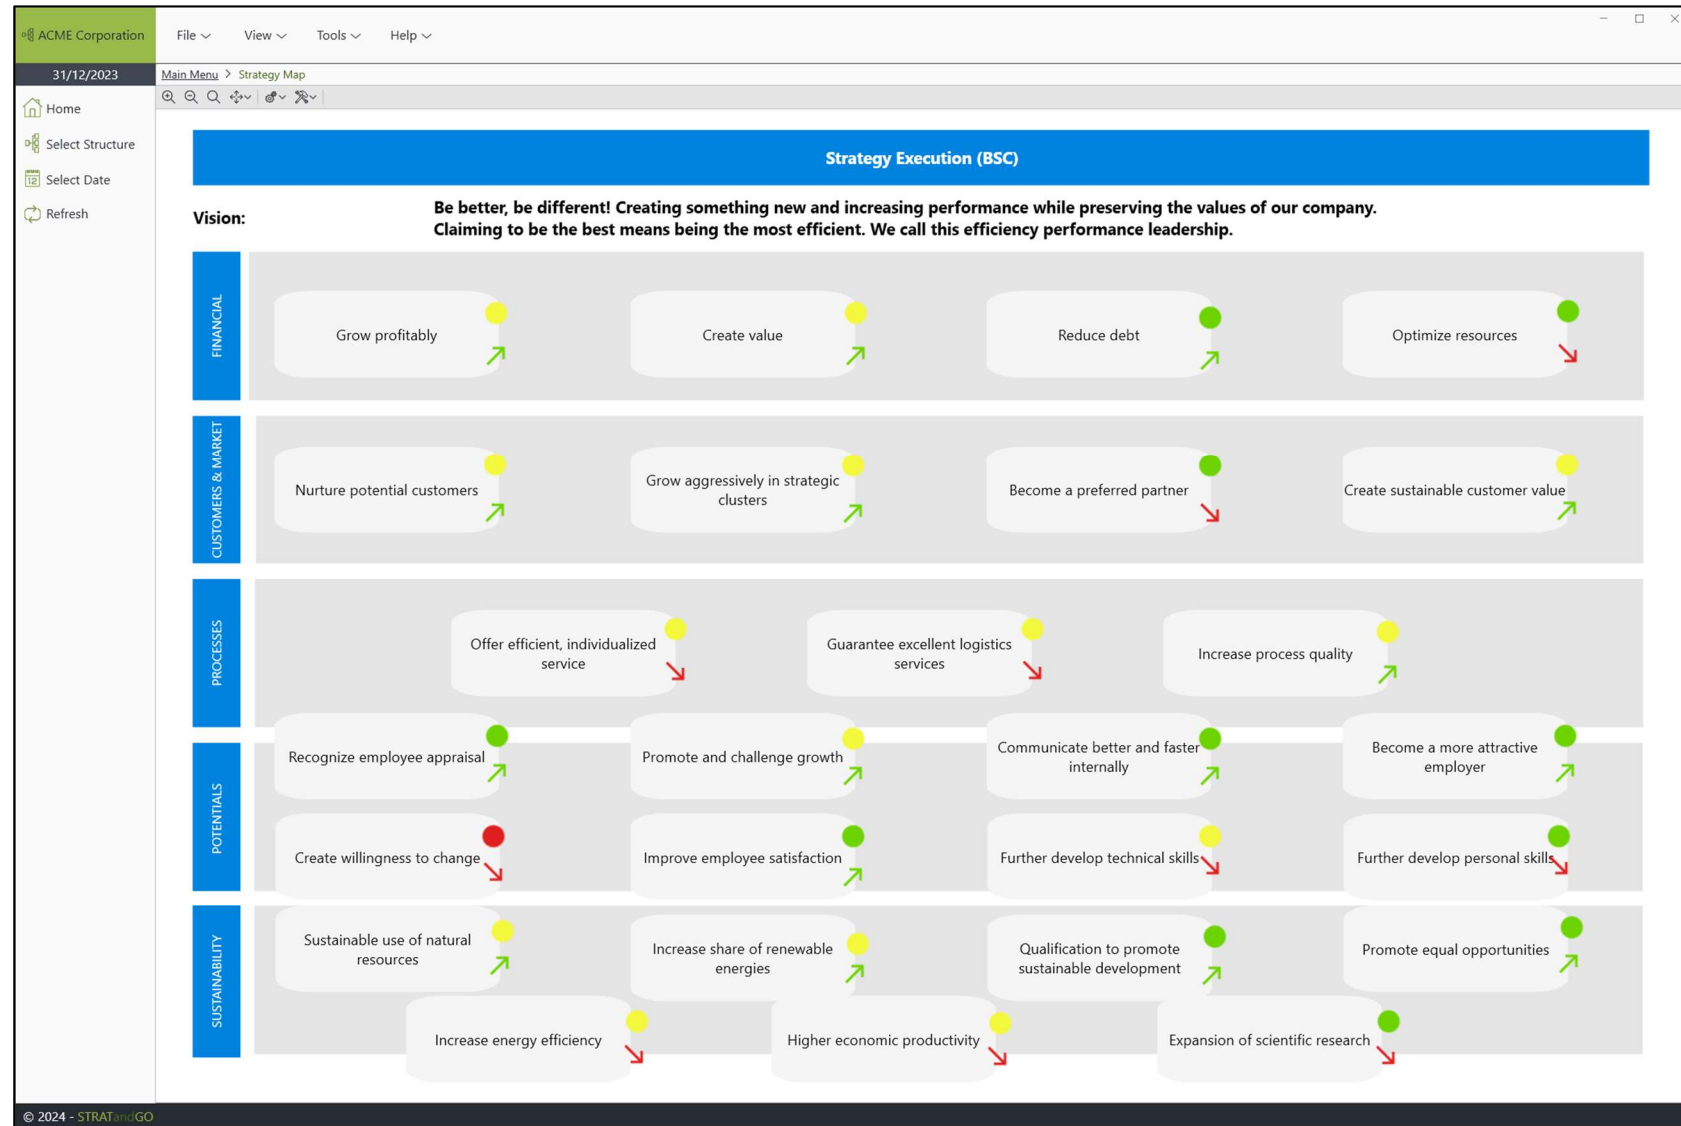 ACME Corporation
File
View
Tools
Help
31/12/2023
Main Menu > Strategy Map
Home
Select Structure
12 Select Date
Refresh
Strategy Execution (BSC)
Vision:
Be better, be different! Creating something new and increasing performance while preserving the values of our company.
Claiming to be the best means being the most efficient. We call this efficiency performance leadership.
FINANCIAL
Grow profitably
Create value
Reduce debt
Optimize resources
CUSTOMERS & MARKET
Nurture potential customers
Grow aggressively in strategic
clusters
Become a preferred partner
Create sustainable customer value
PROCESSES
Offer efficient, individualized
service
Guarantee excellent logistics
services
Increase process quality
POTENTIALS
Recognize employee appraisal
Promote and challenge growth
Communicate better and faster
internally
Become a more attractive
employer
Create willingness to change
Improve employee satisfaction
Further develop technical skills
Further develop personal skills
SUSTAINABILITY
Sustainable use of natural
resources
Increase share of renewable
energies
Qualification to promote
sustainable development
Promote equal opportunities
Increase energy efficiency
Higher economic productivity
Expansion of scientific research
© 2024 - STRATandGO